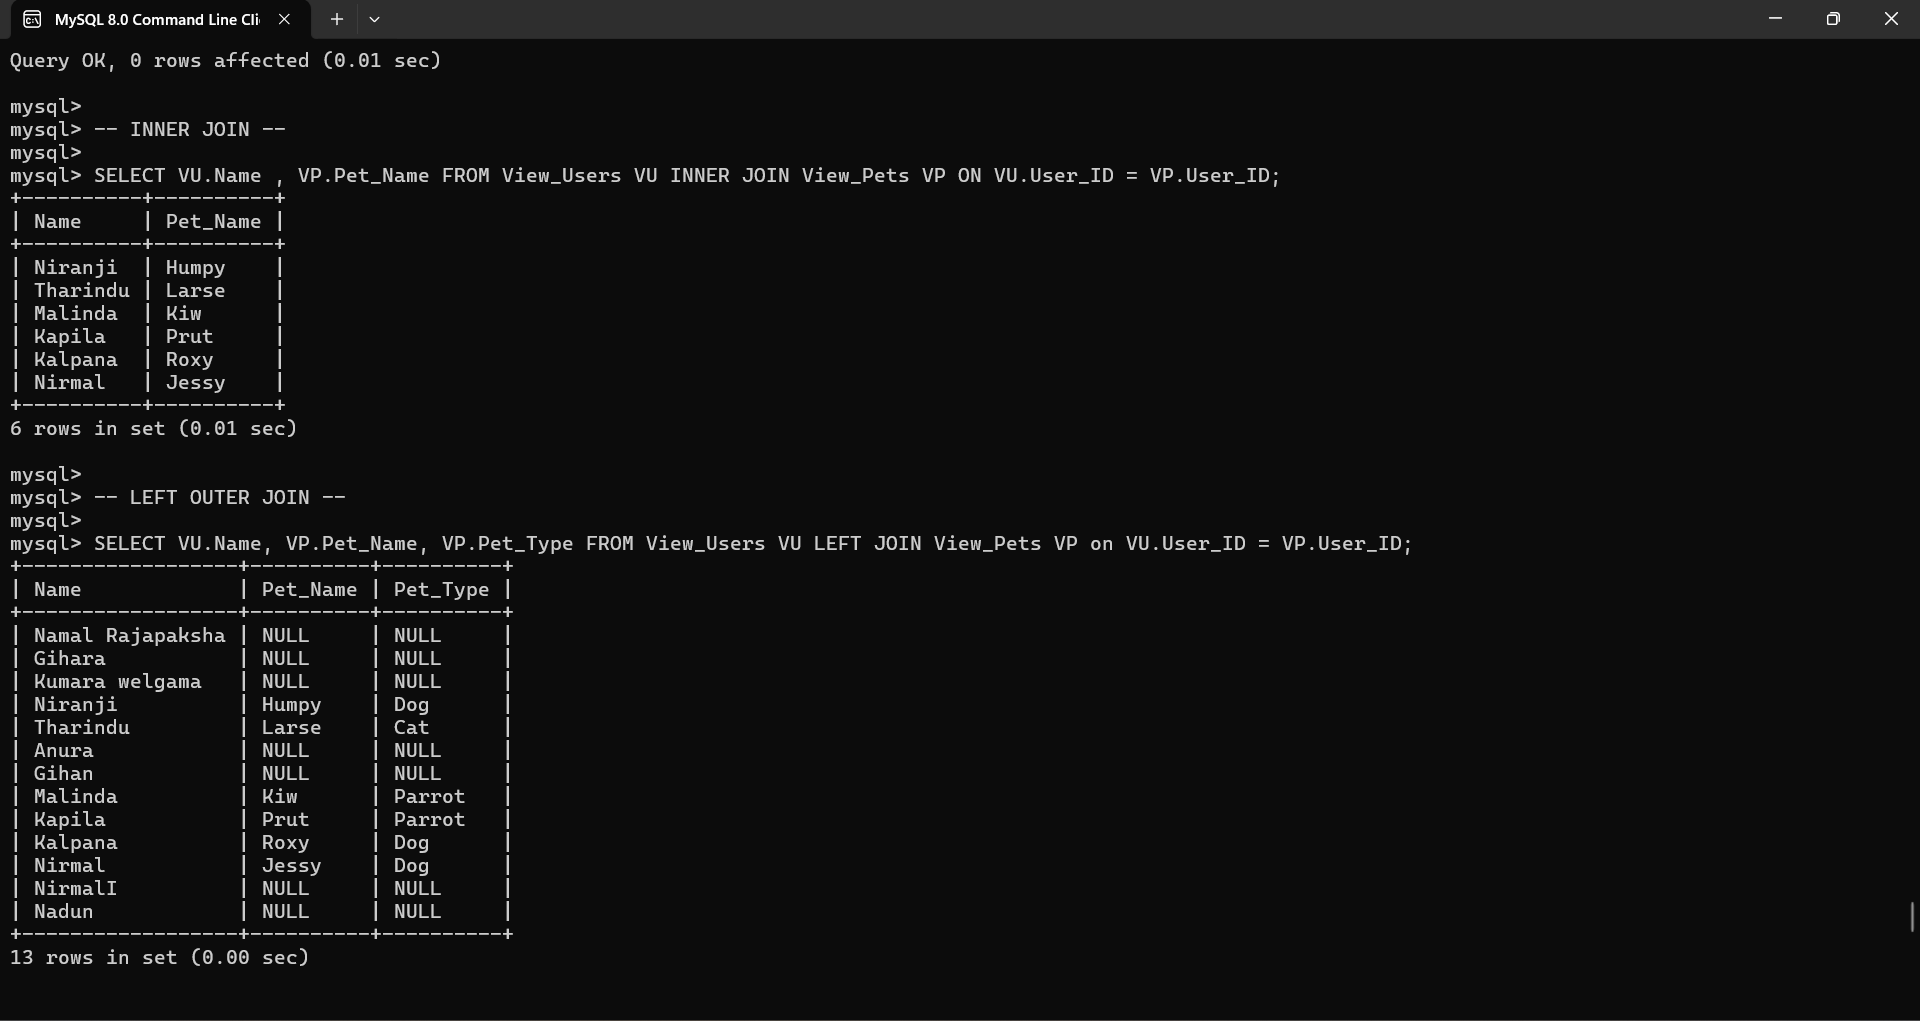 MySQL 8.0 Command Line Cli
Query OK, 0 rows affected (0.01 sec)
mysql>
mysql> -- INNER JOIN --
mysql>
mysql> SELECT VU.Name , VP.Pet_Name FROM View_Users VU INNER JOIN View_Pets VP ON VU.User_ID = VP.User_ID;
+----------+----------+
| Name     | Pet_Name |
+----------+----------+
| Niranji  | Humpy    |
| Tharindu | Larse    |
| Malinda  | Kiw      |
| Kapila   | Prut     |
| Kalpana  | Roxy     |
| Nirmal   | Jessy    |
+----------+----------+
6 rows in set (0.01 sec)
mysql>
mysql> -- LEFT OUTER JOIN --
mysql>
mysql> SELECT VU.Name, VP.Pet_Name, VP.Pet_Type FROM View_Users VU LEFT JOIN View_Pets VP on VU.User_ID = VP.User_ID;
+------------------+----------+----------+
| Name             | Pet_Name | Pet_Type |
+------------------+----------+----------+
| Namal Rajapaksha | NULL     | NULL     |
| Gihara           | NULL     | NULL     |
| Kumara welgama   | NULL     | NULL     |
| Niranji          | Humpy    | Dog      |
| Tharindu         | Larse    | Cat      |
| Anura            | NULL     | NULL     |
| Gihan            | NULL     | NULL     |
| Malinda          | Kiw      | Parrot   |
| Kapila           | Prut     | Parrot   |
| Kalpana          | Roxy     | Dog      |
| Nirmal           | Jessy    | Dog      |
| NirmalI          | NULL     | NULL     |
| Nadun            | NULL     | NULL     |
+------------------+----------+----------+
13 rows in set (0.00 sec)